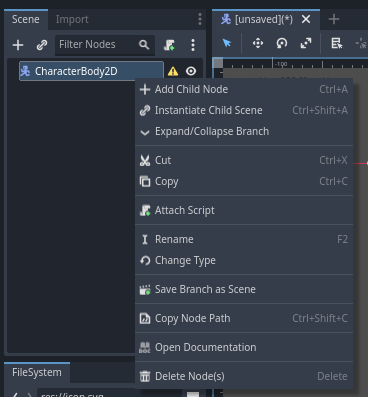 Scene Import
[unsaved](*)
Filter Nodes
-100
CharacterBody2D
Add Child Node Ctrl+A
Instantiate Child Scene Ctrl+Shift+A
Expand/Collapse Branch
Cut Ctrl+X
Copy Ctrl+C
Attach Script
Rename F2
Change Type
Save Branch as Scene
Copy Node Path Ctrl+Shift+C
Open Documentation
Delete Node(s) Delete
FileSystem
res://icon.svg